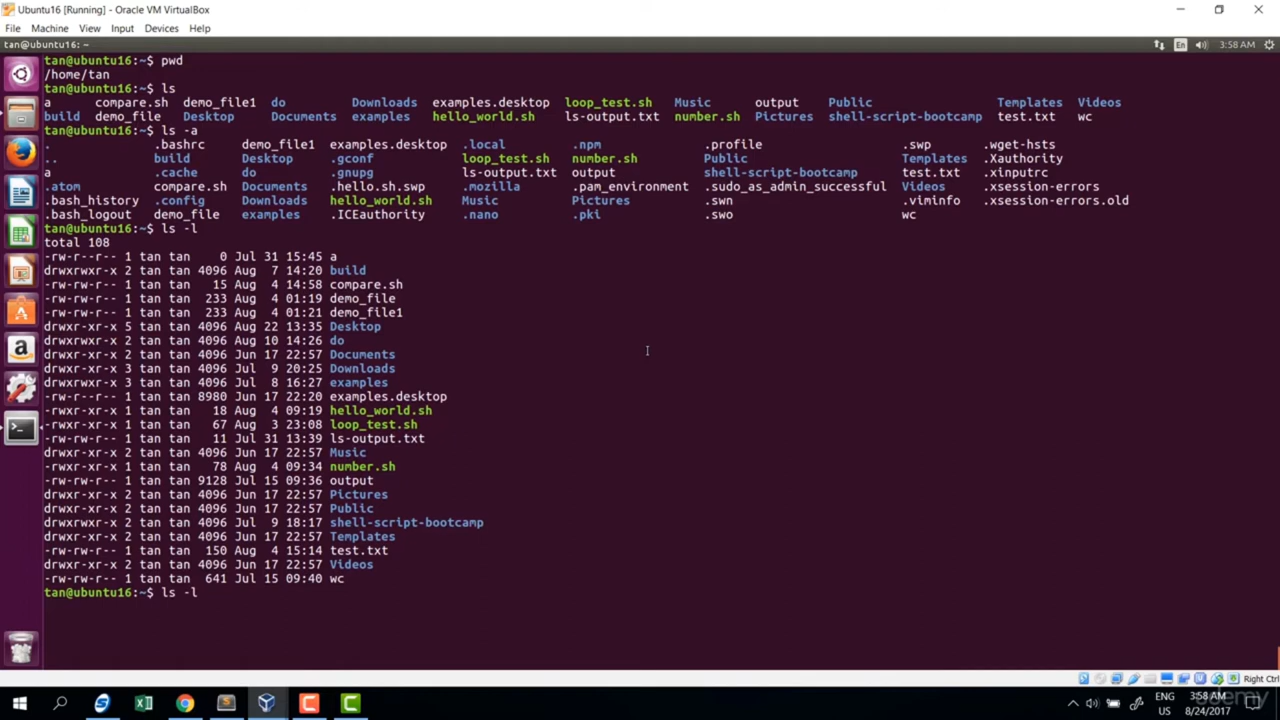 Ubuntu16 [Running] - Oracle VM VirtualBox
File Machine View Input Devices Help
tan@ubuntu16: ~ En 3:58 AM
tan@ubuntu16:~$ pwd
/home/tan
tan@ubuntu16:~$ ls
a compare.sh demo_file1 do Downloads examples.desktop loop_test.sh Music output Public Templates Videos
build demo_file Desktop Documents examples hello_world.sh ls-output.txt number.sh Pictures shell-script-bootcamp test.txt wc
tan@ubuntu16:~$ ls -a
. .bashrc demo_file1 examples.desktop .local .npm .profile .swp .wget-hsts
.. build Desktop .gconf loop_test.sh number.sh Public Templates .Xauthority
a .cache do .gnupg ls-output.txt output shell-script-bootcamp test.txt .xinputrc
.atom compare.sh Documents .hello.sh.swp .mozilla .pam_environment .sudo_as_admin_successful Videos .xsession-errors
.bash_history .config Downloads hello_world.sh Music Pictures .swn .viminfo .xsession-errors.old
.bash_logout demo_file examples .ICEauthority .nano .pki .swo wc
tan@ubuntu16:~$ ls -l
total 108
-rw-r--r-- 1 tan tan 0 Jul 31 15:45 a
drwxrwxr-x 2 tan tan 4096 Aug 7 14:20 build
-rw-rw-r-- 1 tan tan 15 Aug 4 14:58 compare.sh
-rw-rw-r-- 1 tan tan 233 Aug 4 01:19 demo_file
-rw-rw-r-- 1 tan tan 233 Aug 4 01:21 demo_file1
drwxr-xr-x 5 tan tan 4096 Aug 22 13:35 Desktop
drwxrwxr-x 2 tan tan 4096 Aug 10 14:26 do
drwxr-xr-x 2 tan tan 4096 Jun 17 22:57 Documents
drwxr-xr-x 3 tan tan 4096 Jul 9 20:25 Downloads
drwxrwxr-x 3 tan tan 4096 Jul 8 16:27 examples
-rw-r--r-- 1 tan tan 8980 Jun 17 22:20 examples.desktop
-rwxr-xr-x 1 tan tan 18 Aug 4 09:19 hello_world.sh
-rwxr-xr-x 1 tan tan 67 Aug 3 23:08 loop_test.sh
-rw-rw-r-- 1 tan tan 11 Jul 31 13:39 ls-output.txt
drwxr-xr-x 2 tan tan 4096 Jun 17 22:57 Music
-rwxr-xr-x 1 tan tan 78 Aug 4 09:34 number.sh
-rw-rw-r-- 1 tan tan 9128 Jul 15 09:36 output
drwxr-xr-x 2 tan tan 4096 Jun 17 22:57 Pictures
drwxr-xr-x 2 tan tan 4096 Jun 17 22:57 Public
drwxrwxr-x 2 tan tan 4096 Jul 9 18:17 shell-script-bootcamp
drwxr-xr-x 2 tan tan 4096 Jun 17 22:57 Templates
-rw-rw-r-- 1 tan tan 150 Aug 4 15:14 test.txt
drwxr-xr-x 2 tan tan 4096 Jun 17 22:57 Videos
-rw-rw-r-- 1 tan tan 641 Jul 15 09:40 wc
tan@ubuntu16:~$ ls -l
Right Ctrl
ENG 3:58 AM
US 8/24/2017
udemy